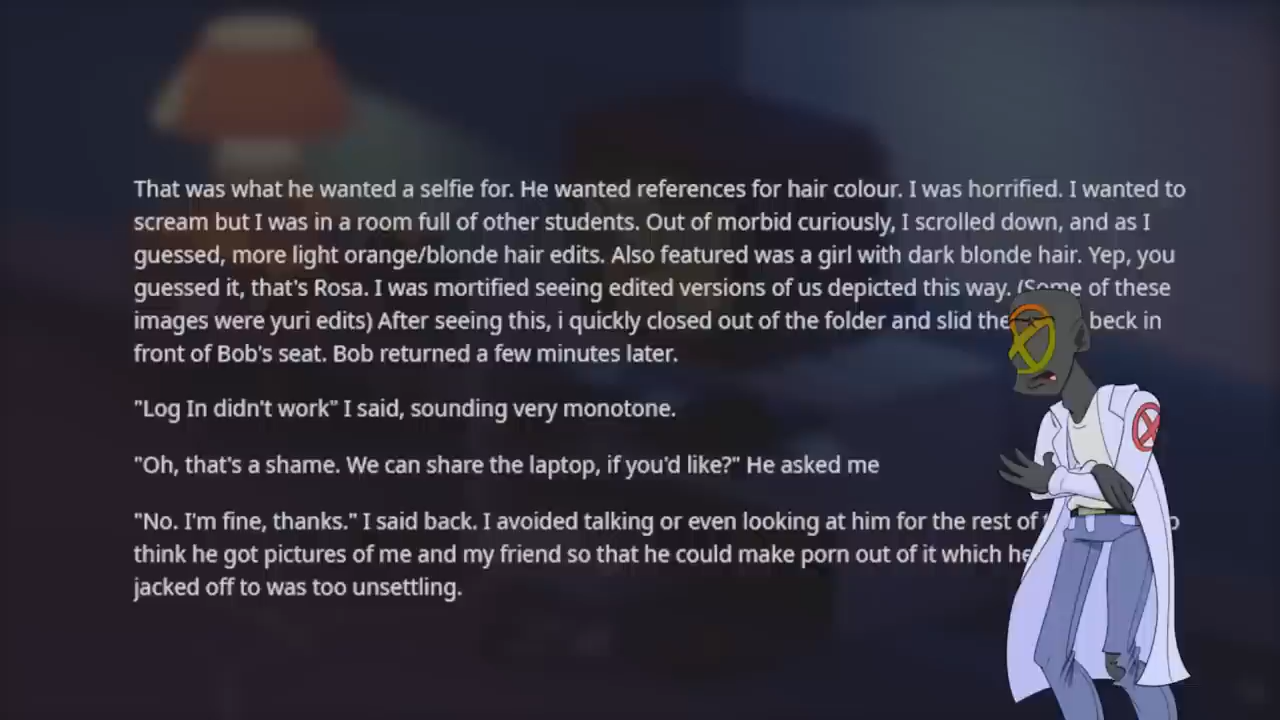 That was what he wanted a selfie for. He wanted references for hair colour. I was horrified. I wanted to
scream but I was in a room full of other students. Out of morbid curiously, I scrolled down, and as I
guessed, more light orange/blonde hair edits. Also featured was a girl with dark blonde hair. Yep, you
guessed it, that's Rosa. I was mortified seeing edited versions of us depicted this way. (Some of these
images were yuri edits) After seeing this, i quickly closed out of the folder and slid the beck in
front of Bob's seat. Bob returned a few minutes later.
"Log In didn't work" I said, sounding very monotone.
"Oh, that's a shame. We can share the laptop, if you'd like?" He asked me
"No. I'm fine, thanks." I said back. I avoided talking or even looking at him for the rest of
think he got pictures of me and my friend so that he could make porn out of it which he
jacked off to was too unsettling.